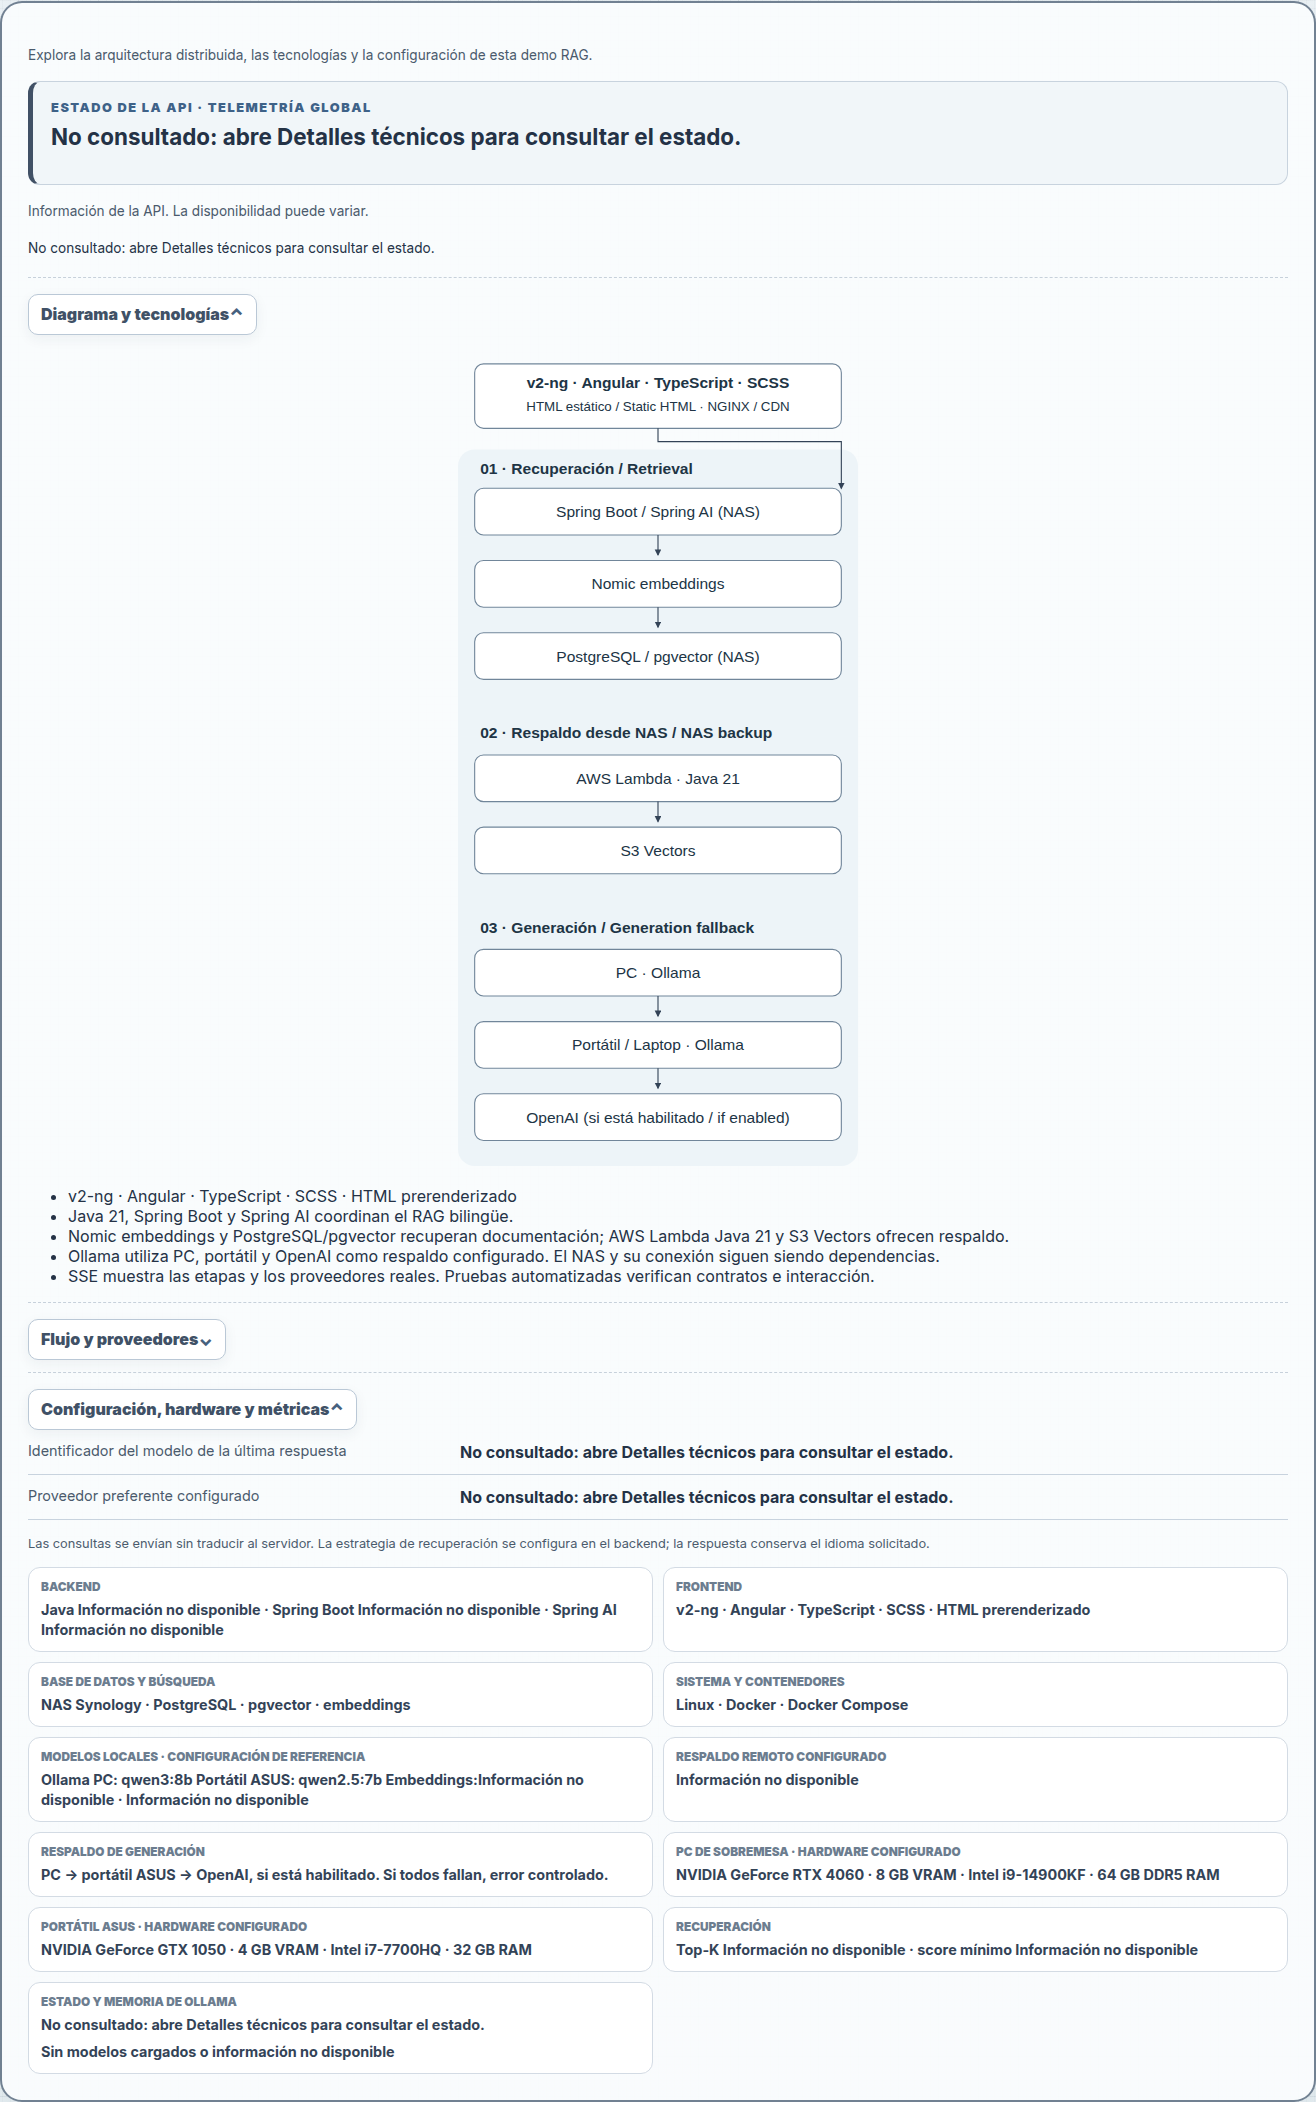 Explora la arquitectura distribuida, las tecnologías y la configuración de esta demo RAG.
ESTADO DE LA API · TELEMETRÍA GLOBAL
No consultado: abre Detalles técnicos para consultar el estado.
Información de la API. La disponibilidad puede variar.
No consultado: abre Detalles técnicos para consultar el estado.
Diagrama y tecnologías
v2-ng · Angular · TypeScript · SCSS
HTML estático / Static HTML · NGINX / CDN
01 · Recuperación / Retrieval
Spring Boot / Spring AI (NAS)
Nomic embeddings
PostgreSQL / pgvector (NAS)
02 · Respaldo desde NAS / NAS backup
AWS Lambda · Java 21
S3 Vectors
03 · Generación / Generation fallback
PC · Ollama
Portátil / Laptop · Ollama
OpenAI (si está habilitado / if enabled)
• v2-ng · Angular · TypeScript · SCSS · HTML prerenderizado
• Java 21, Spring Boot y Spring AI coordinan el RAG bilingüe.
• Nomic embeddings y PostgreSQL/pgvector recuperan documentación; AWS Lambda Java 21 y S3 Vectors ofrecen respaldo.
• Ollama utiliza PC, portátil y OpenAI como respaldo configurado. El NAS y su conexión siguen siendo dependencias.
• SSE muestra las etapas y los proveedores reales. Pruebas automatizadas verifican contratos e interacción.
Flujo y proveedores
Configuración, hardware y métricas
Identificador del modelo de la última respuesta
No consultado: abre Detalles técnicos para consultar el estado.
Proveedor preferente configurado
No consultado: abre Detalles técnicos para consultar el estado.
Las consultas se envían sin traducir al servidor. La estrategia de recuperación se configura en el backend; la respuesta conserva el idioma solicitado.
BACKEND
Java Información no disponible · Spring Boot Información no disponible · Spring AI
Información no disponible
FRONTEND
v2-ng · Angular · TypeScript · SCSS · HTML prerenderizado
BASE DE DATOS Y BÚSQUEDA
NAS Synology · PostgreSQL · pgvector · embeddings
SISTEMA Y CONTENEDORES
Linux · Docker · Docker Compose
MODELOS LOCALES · CONFIGURACIÓN DE REFERENCIA
Ollama PC: qwen3:8b Portátil ASUS: qwen2.5:7b Embeddings:Información no
disponible · Información no disponible
RESPALDO REMOTO CONFIGURADO
Información no disponible
RESPALDO DE GENERACIÓN
PC → portátil ASUS → OpenAI, si está habilitado. Si todos fallan, error controlado.
PC DE SOBREMESA · HARDWARE CONFIGURADO
NVIDIA GeForce RTX 4060 · 8 GB VRAM · Intel i9-14900KF · 64 GB DDR5 RAM
PORTÁTIL ASUS · HARDWARE CONFIGURADO
NVIDIA GeForce GTX 1050 · 4 GB VRAM · Intel i7-7700HQ · 32 GB RAM
RECUPERACIÓN
Top-K Información no disponible · score mínimo Información no disponible
ESTADO Y MEMORIA DE OLLAMA
No consultado: abre Detalles técnicos para consultar el estado.
Sin modelos cargados o información no disponible